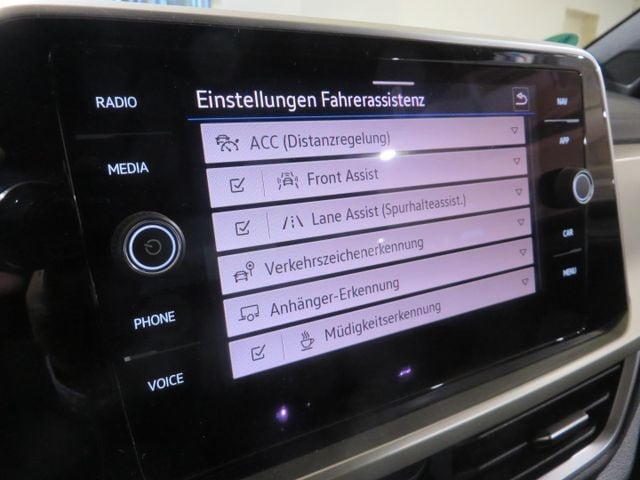 Einstellungen Fahrerassistenz
ACC (Distanzregelung)
Front Assist
Lane Assist (Spurhalteassist.)
Verkehrszeichenerkennung
Anhänger-Erkennung
Müdigkeitserkennung
RADIO
MEDIA
PHONE
VOICE
NAV
APP
CAR
MENU